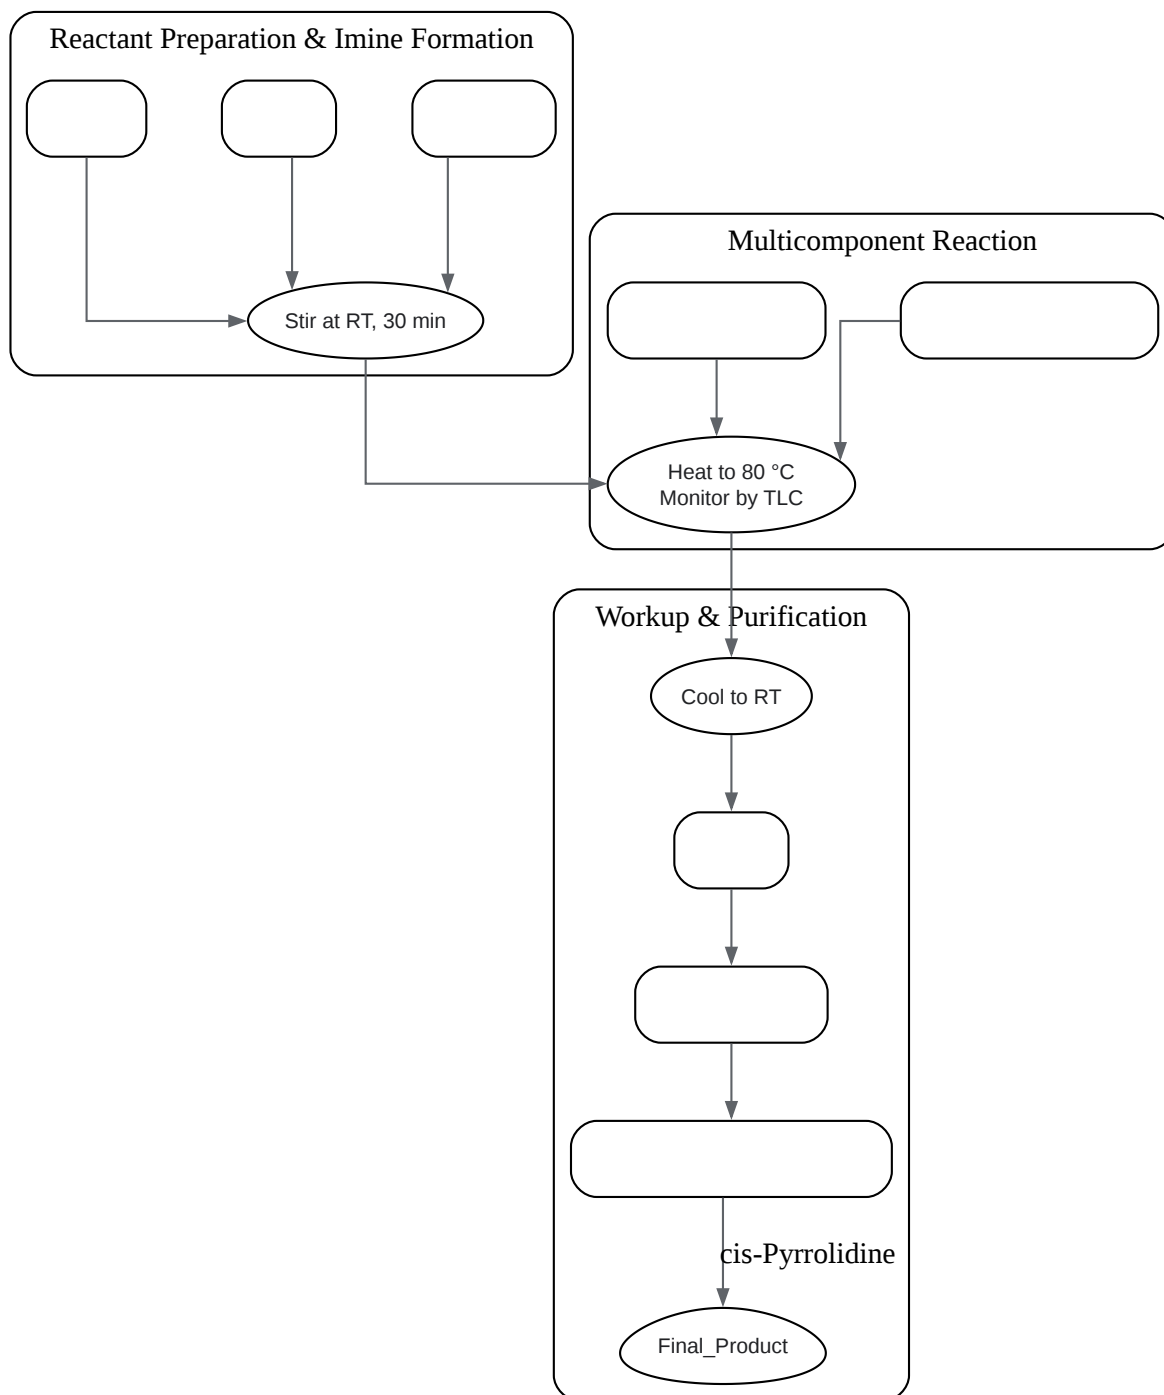 Reactant Preparation & Imine Formation
Stir at RT, 30 min
Multicomponent Reaction
Heat to 80 °C
Monitor by TLC
Workup & Purification
Cool to RT
cis-Pyrrolidine
Final_Product